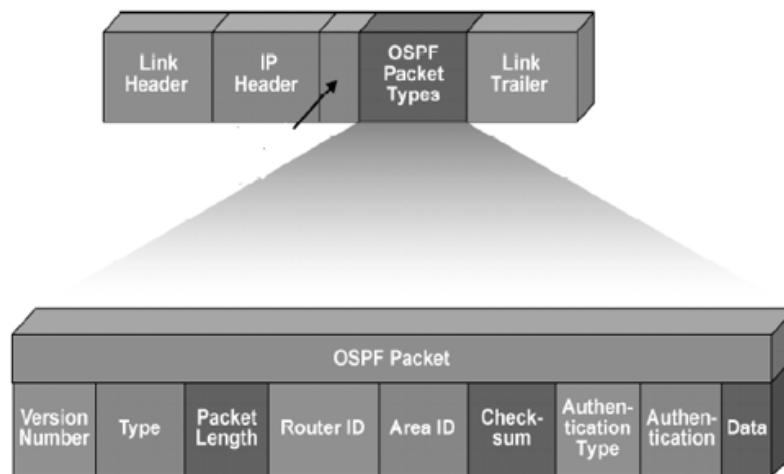 Link
Header
IP
Header
OSPF
Packet
Types
Link
Trailer
OSPF Packet
Version
Number
Type
Packet
Length
Router ID
Area ID
Check-
sum
Authen-
tication
Type
Authen-
tication
Data